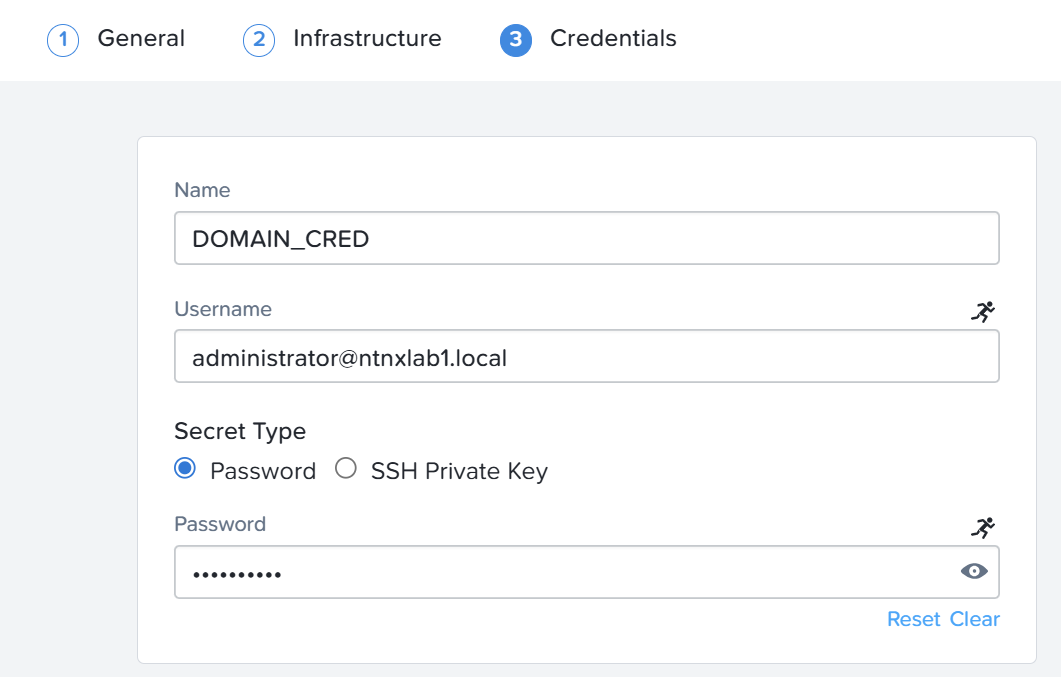 1 General 2 Infrastructure 3 Credentials
Name
DOMAIN_CRED
Username
administrator@ntnxlab1.local
Secret Type
Password SSH Private Key
Password
••••••••••
Reset Clear